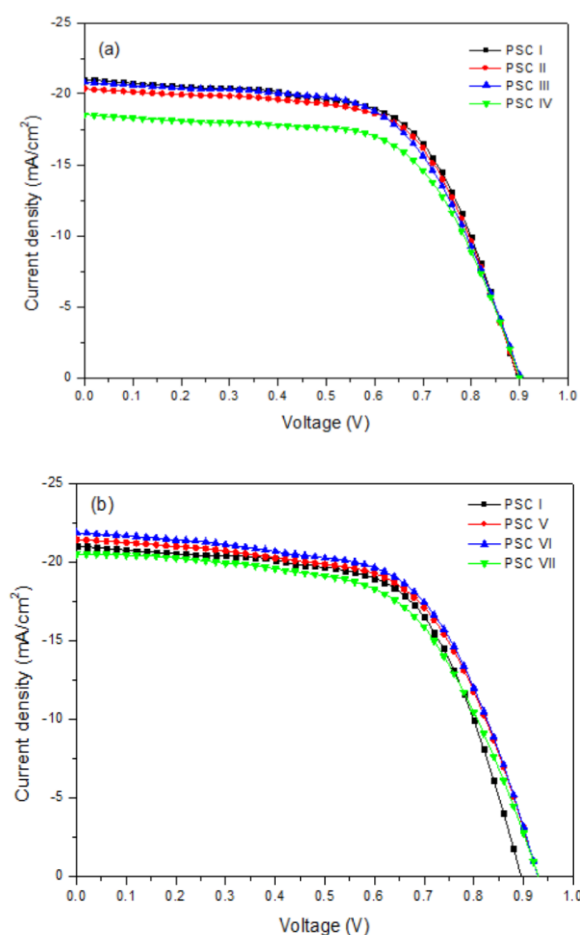 (a)
PSC I
PSC II
PSC III
PSC IV
-25
-20
-15
-10
-5
0
0.0 0.1 0.2 0.3 0.4 0.5 0.6 0.7 0.8 0.9 1.0
Current density (mA/cm²)
Voltage (V)
(b)
PSC I
PSC V
PSC VI
PSC VII
-25
-20
-15
-10
-5
0
0.0 0.1 0.2 0.3 0.4 0.5 0.6 0.7 0.8 0.9 1.0
Current density (mA/cm²)
Voltage (V)